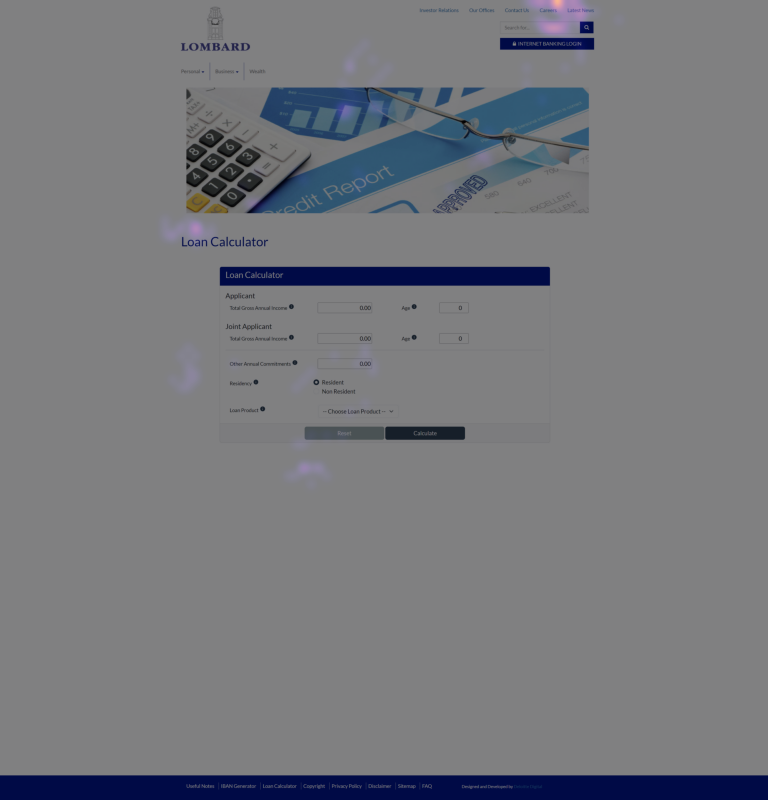 Investor Relations Our Offices Contact Us Careers Latest News
LOMBARD
INTERNET BANKING LOGIN
Personal Business Wealth
Credit Report
APPROVED
Loan Calculator
Loan Calculator
Applicant
Total Gross Annual Income 0.00 Age 0
Joint Applicant
Total Gross Annual Income 0.00 Age 0
Other Annual Commitments 0.00
Residency Resident
Non Resident
Loan Product -- Choose Loan Product --
Reset Calculate
Useful Notes IBAN Generator Loan Calculator Copyright Privacy Policy Disclaimer Sitemap FAQ Designed and Developed by